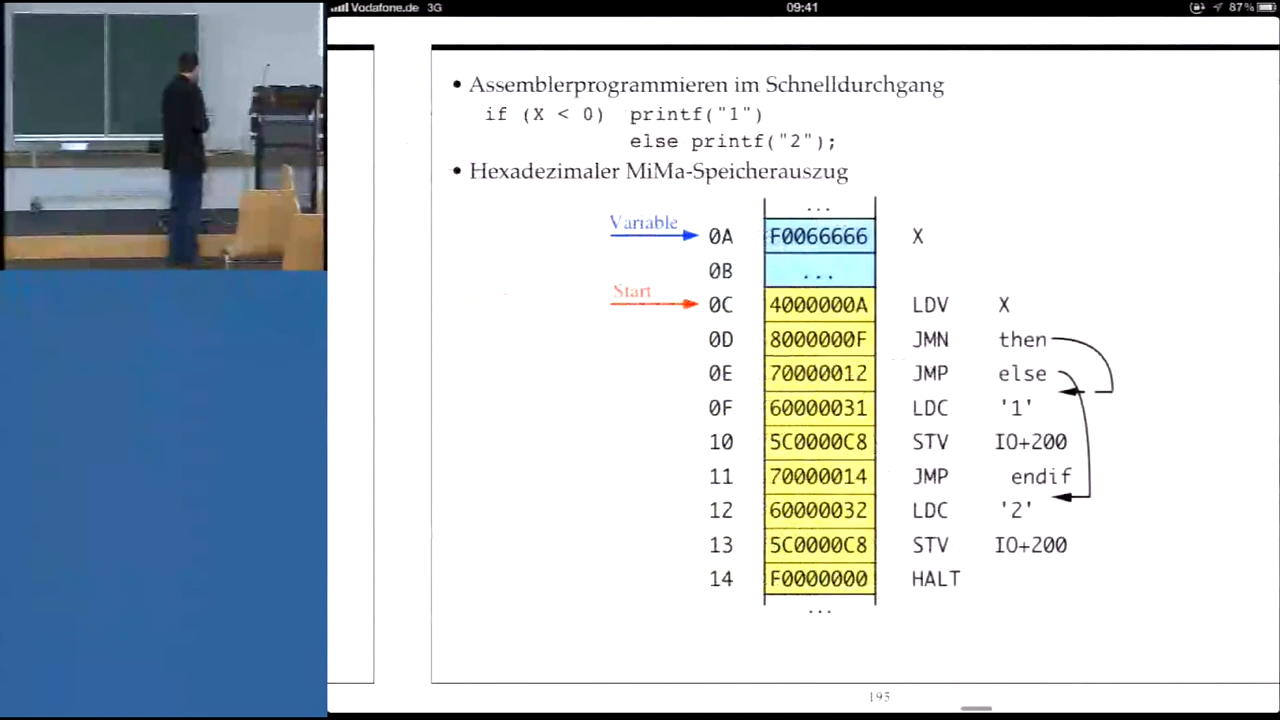 Vodafone.de 3G 09:41 87%
• Assemblerprogrammieren im Schnelldurchgang
if (X < 0) printf("1")
else printf("2");
• Hexadezimaler MiMa-Speicherauszug
...
Variable 0A F0066666 X
0B ...
Start 0C 4000000A LDV X
0D 8000000F JMN then
0E 70000012 JMP else
0F 60000031 LDC '1'
10 5C0000C8 STV IO+200
11 70000014 JMP endif
12 60000032 LDC '2'
13 5C0000C8 STV IO+200
14 F0000000 HALT
...
195